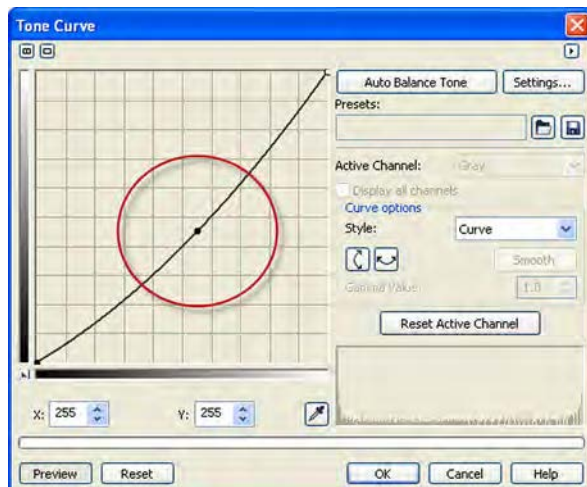 Tone Curve
Auto Balance Tone
Settings...
Presets:
Active Channel:
Gray
Display all channels
Curve options
Style:
Curve
Smooth
Gamma Value
1.0
Reset Active Channel
X: 255
Y: 255
Preview
Reset
OK
Cancel
Help